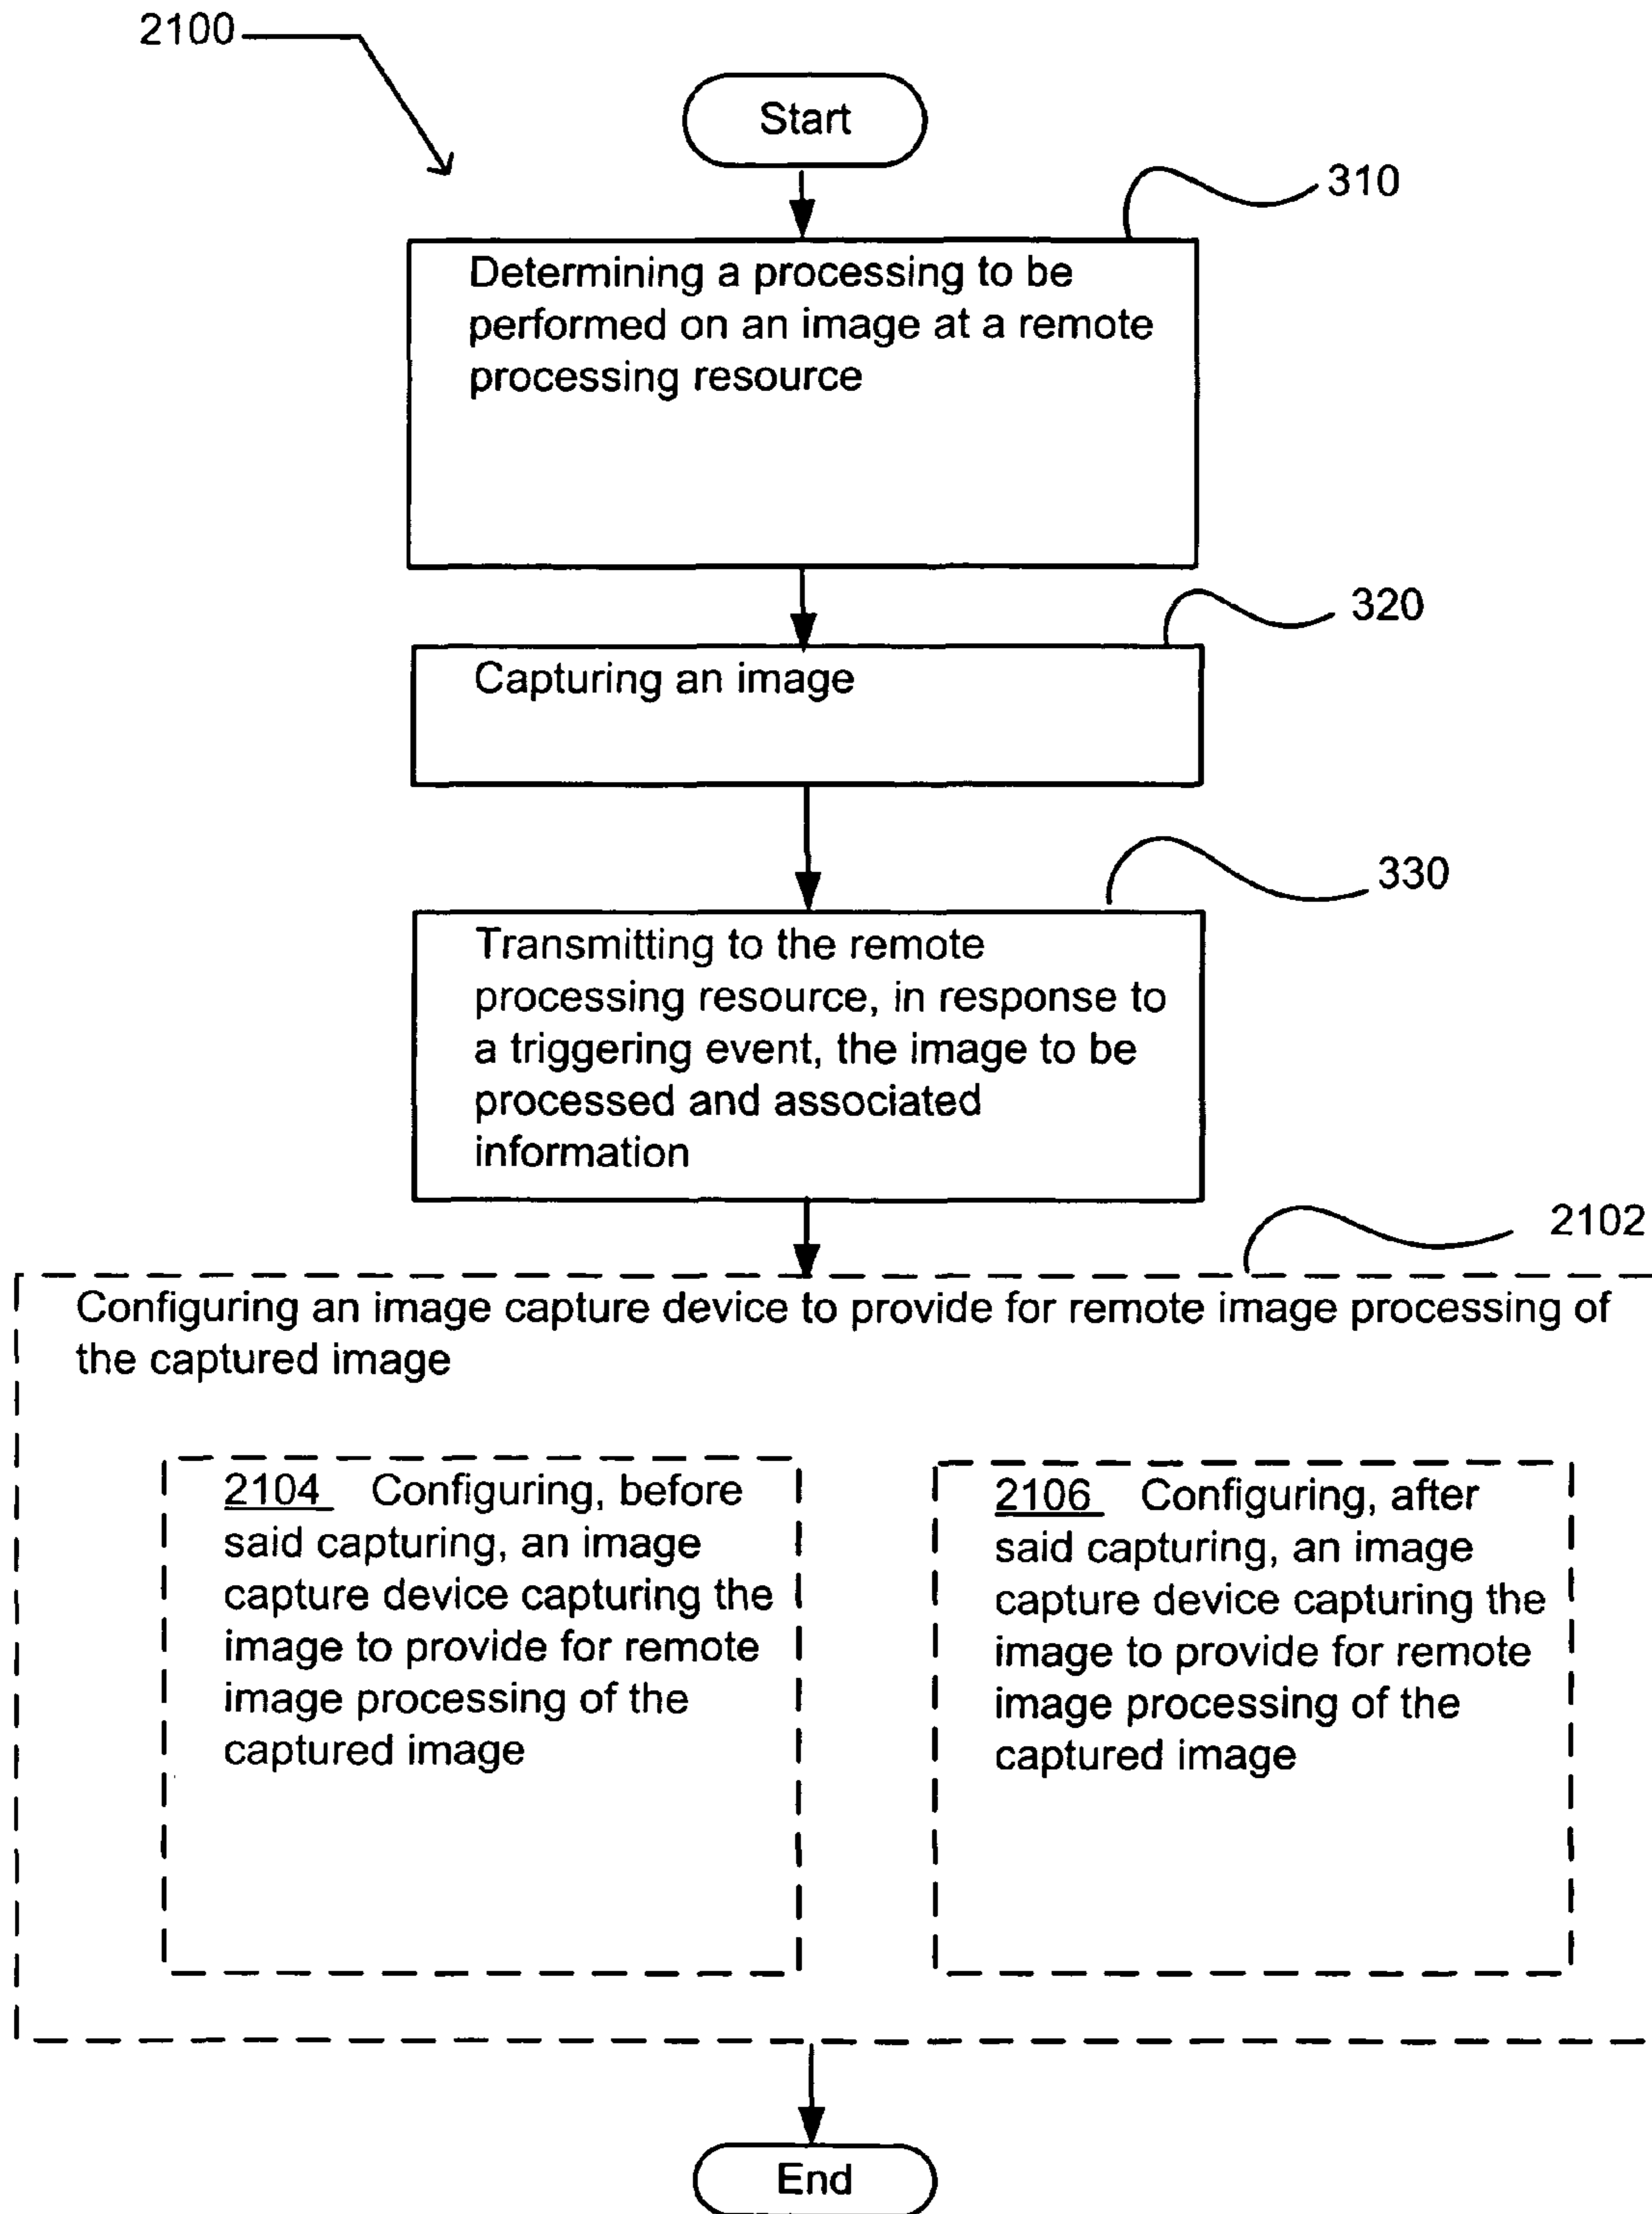 2100
Start
310
Determining a processing to be
performed on an image at a remote
processing resource
320
Capturing an image
330
Transmitting to the remote
processing resource, in response to
a triggering event, the image to be
processed and associated
information
2102
Configuring an image capture device to provide for remote image processing of
the captured image
2104 Configuring, before
said capturing, an image
capture device capturing the
image to provide for remote
image processing of the
captured image
2106 Configuring, after
said capturing, an image
capture device capturing the
image to provide for remote
image processing of the
captured image
End